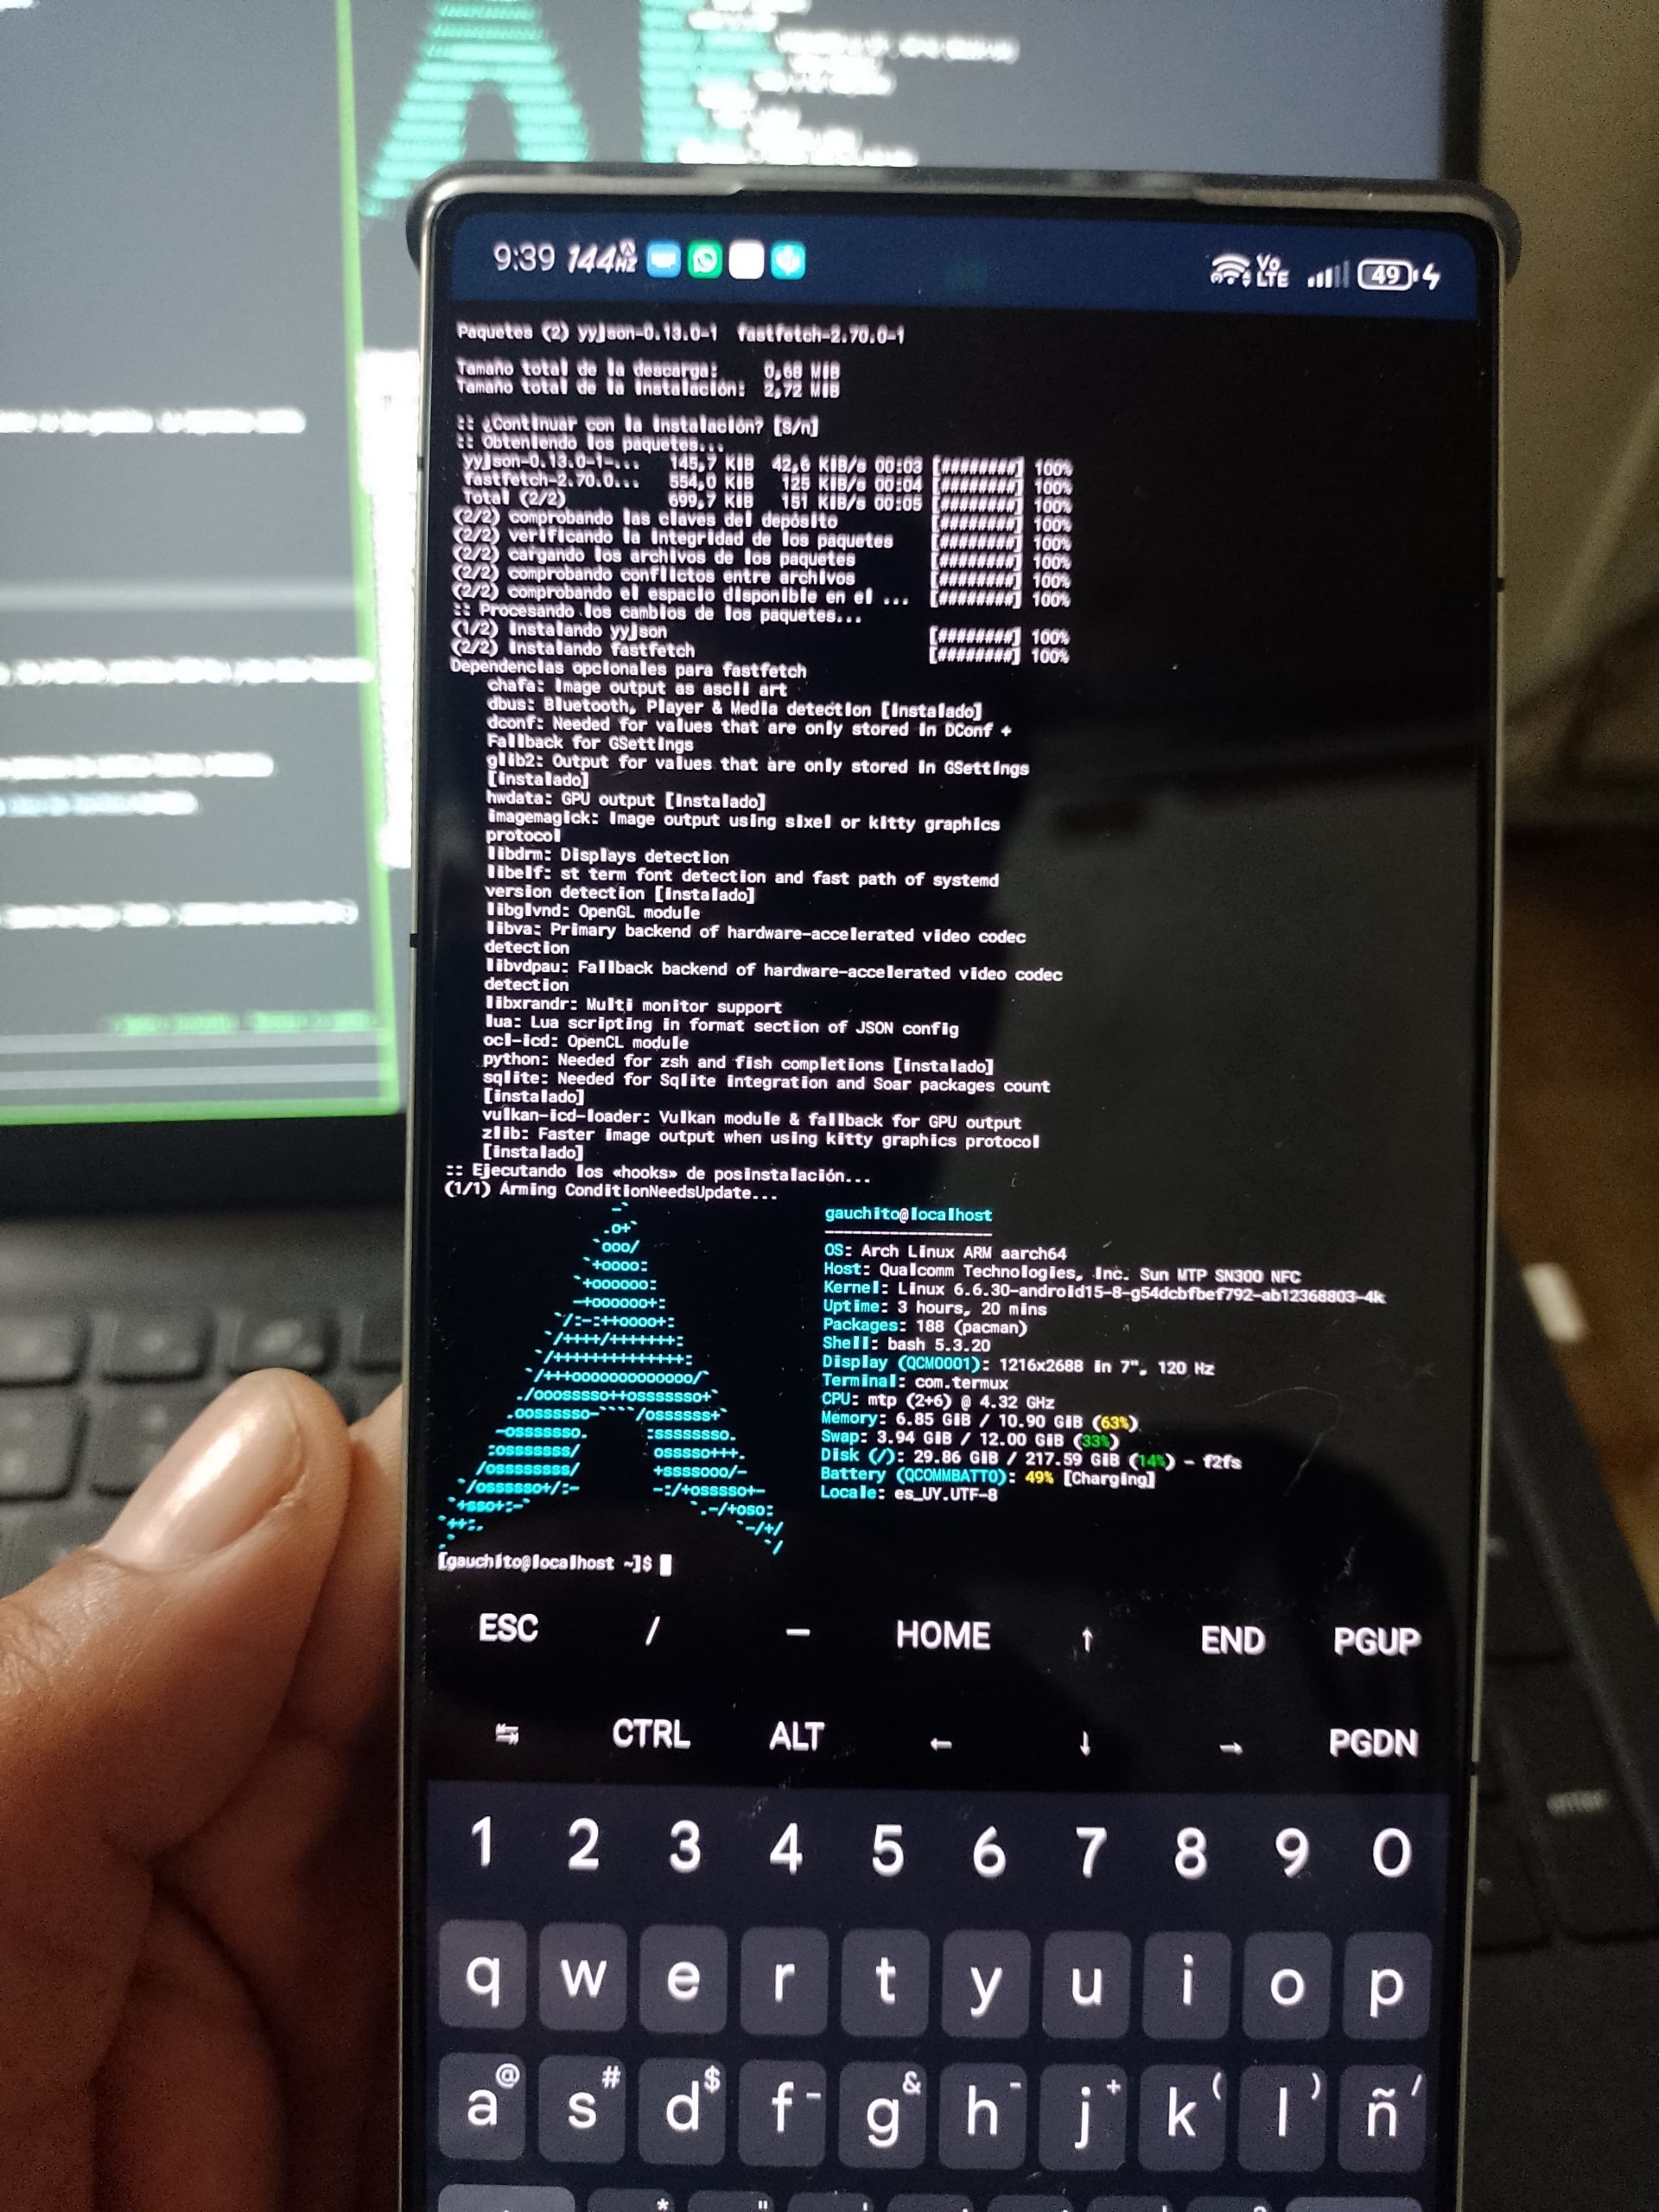 9:39 144HZ Vo LTE 49
Paquetes (2) yyjson-0.13.0-1  fastfetch-2.70.0-1
Tamaño total de la descarga:  0,68 MiB
Tamaño total de la instalación:  2,72 MiB
:: ¿Continuar con la instalación? [S/n]
:: Obteniendo los paquetes...
yyjson-0.13.0-1-...  145,7 KiB  42,6 KiB/s 00:03 [########] 100%
fastfetch-2.70.0...  554,0 KiB  125 KiB/s 00:04 [########] 100%
Total (2/2)  699,7 KiB  151 KiB/s 00:05 [########] 100%
(2/2) comprobando las claves del depósito [########] 100%
(2/2) verificando la integridad de los paquetes [########] 100%
(2/2) cargando los archivos de los paquetes [########] 100%
(2/2) comprobando conflictos entre archivos [########] 100%
(2/2) comprobando el espacio disponible en el ... [########] 100%
:: Procesando los cambios de los paquetes...
(1/2) instalando yyjson [########] 100%
(2/2) instalando fastfetch [########] 100%
Dependencias opcionales para fastfetch
chafa: Image output as ascii art
dbus: Bluetooth, Player & Media detection [instalado]
dconf: Needed for values that are only stored in DConf +
Fallback for GSettings
glib2: Output for values that are only stored in GSettings
[instalado]
hwdata: GPU output [instalado]
imagemagick: Image output using sixel or kitty graphics
protocol
libdrm: Displays detection
libelf: st term font detection and fast path of systemd
version detection [instalado]
libglvnd: OpenGL module
libva: Primary backend of hardware-accelerated video codec
detection
libvdpau: Fallback backend of hardware-accelerated video codec
detection
libxrandr: Multi monitor support
lua: Lua scripting in format section of JSON config
ocl-icd: OpenCL module
python: Needed for zsh and fish completions [instalado]
sqlite: Needed for Sqlite integration and Soar packages count
[instalado]
vulkan-icd-loader: Vulkan module & fallback for GPU output
zlib: Faster image output when using kitty graphics protocol
[instalado]
:: Ejecutando los «hooks» de posinstalación...
(1/1) Arming ConditionNeedsUpdate...
gauchito@localhost
------------------
OS: Arch Linux ARM aarch64
Host: Qualcomm Technologies, Inc. Sun MTP SN300 NFC
Kernel: Linux 6.6.30-android15-8-g54dcbfbef792-ab12368803-4k
Uptime: 3 hours, 20 mins
Packages: 188 (pacman)
Shell: bash 5.3.20
Display (QCM0001): 1216x2688 in 7", 120 Hz
Terminal: com.termux
CPU: mtp (2+6) @ 4.32 GHz
Memory: 6.85 GiB / 10.90 GiB (63%)
Swap: 3.94 GiB / 12.00 GiB (33%)
Disk (/): 29.86 GiB / 217.59 GiB (14%) - f2fs
Battery (QCOMMBATT0): 49% [Charging]
Locale: es_UY.UTF-8
[gauchito@localhost ~]$
ESC / — HOME ↑ END PGUP
↹ CTRL ALT ← ↓ → PGDN
1 2 3 4 5 6 7 8 9 0
q w e r t y u i o p
a@ s# d$ f- g& h- j+ k( l) ñ/
enter